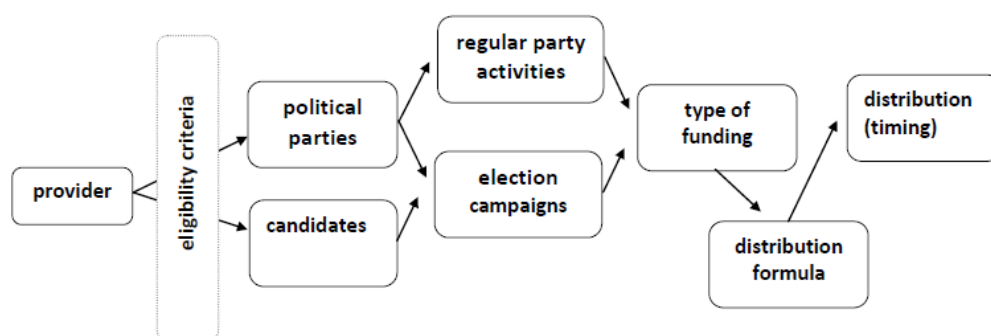 provider
eligibility criteria
political
parties
candidates
regular party
activities
election
campaigns
type of
funding
distribution
formula
distribution
(timing)